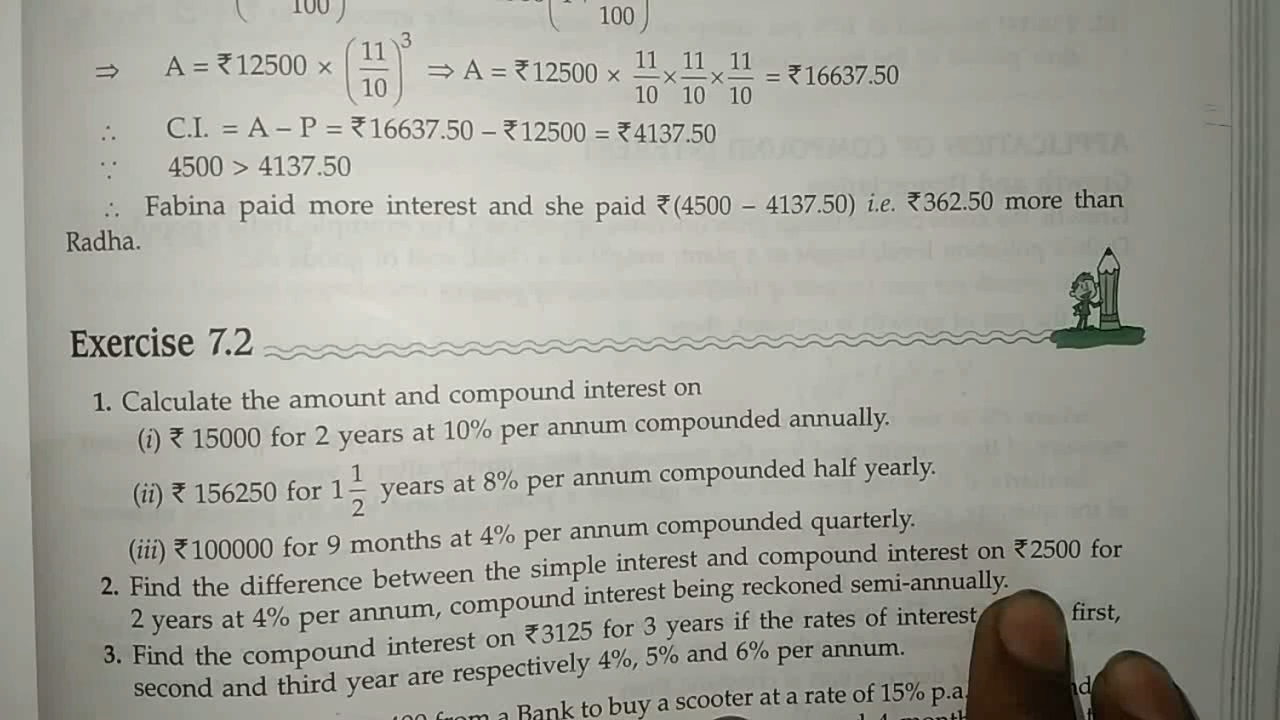 ( 100 )
100 )
⇒ A = ₹12500 × (11/10)³ ⇒ A = ₹12500 × 11/10 × 11/10 × 11/10 = ₹16637.50
∴ C.I. = A – P = ₹16637.50 – ₹12500 = ₹4137.50
∵ 4500 > 4137.50
∴ Fabina paid more interest and she paid ₹(4500 – 4137.50) i.e. ₹362.50 more than
Radha.
Exercise 7.2
1. Calculate the amount and compound interest on
(i) ₹ 15000 for 2 years at 10% per annum compounded annually.
(ii) ₹ 156250 for 1 1/2 years at 8% per annum compounded half yearly.
(iii) ₹100000 for 9 months at 4% per annum compounded quarterly.
2. Find the difference between the simple interest and compound interest on ₹2500 for
2 years at 4% per annum, compound interest being reckoned semi-annually.
3. Find the compound interest on ₹3125 for 3 years if the rates of interest first,
second and third year are respectively 4%, 5% and 6% per annum.
from a Bank to buy a scooter at a rate of 15% p.a.